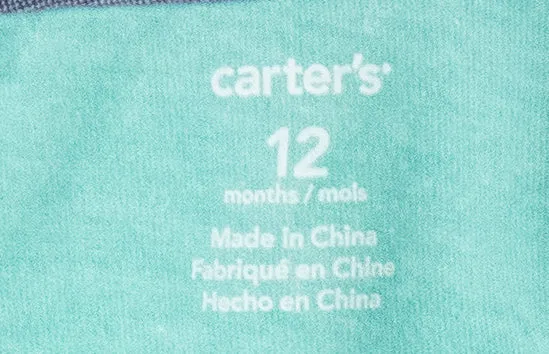 carter's
12
months / mois
Made in China
Fabriqué en Chine
Hecho en China